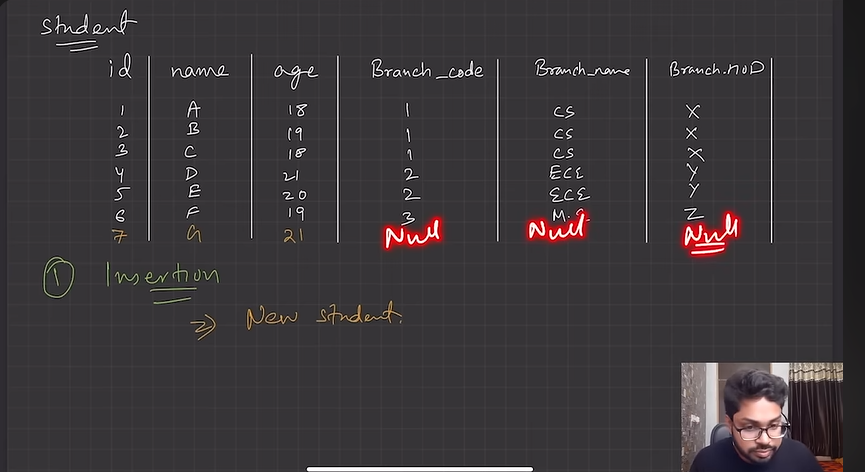 student
id name age Branch_code Branch_name Branch.HOD
1 A 18 1 CS X
2 B 19 1 CS X
3 C 18 1 CS X
4 D 21 2 ECE Y
5 E 20 2 ECE Y
6 F 19 3 Z
7 G 21 Null Null Null
① Insertion
⇒ New student.